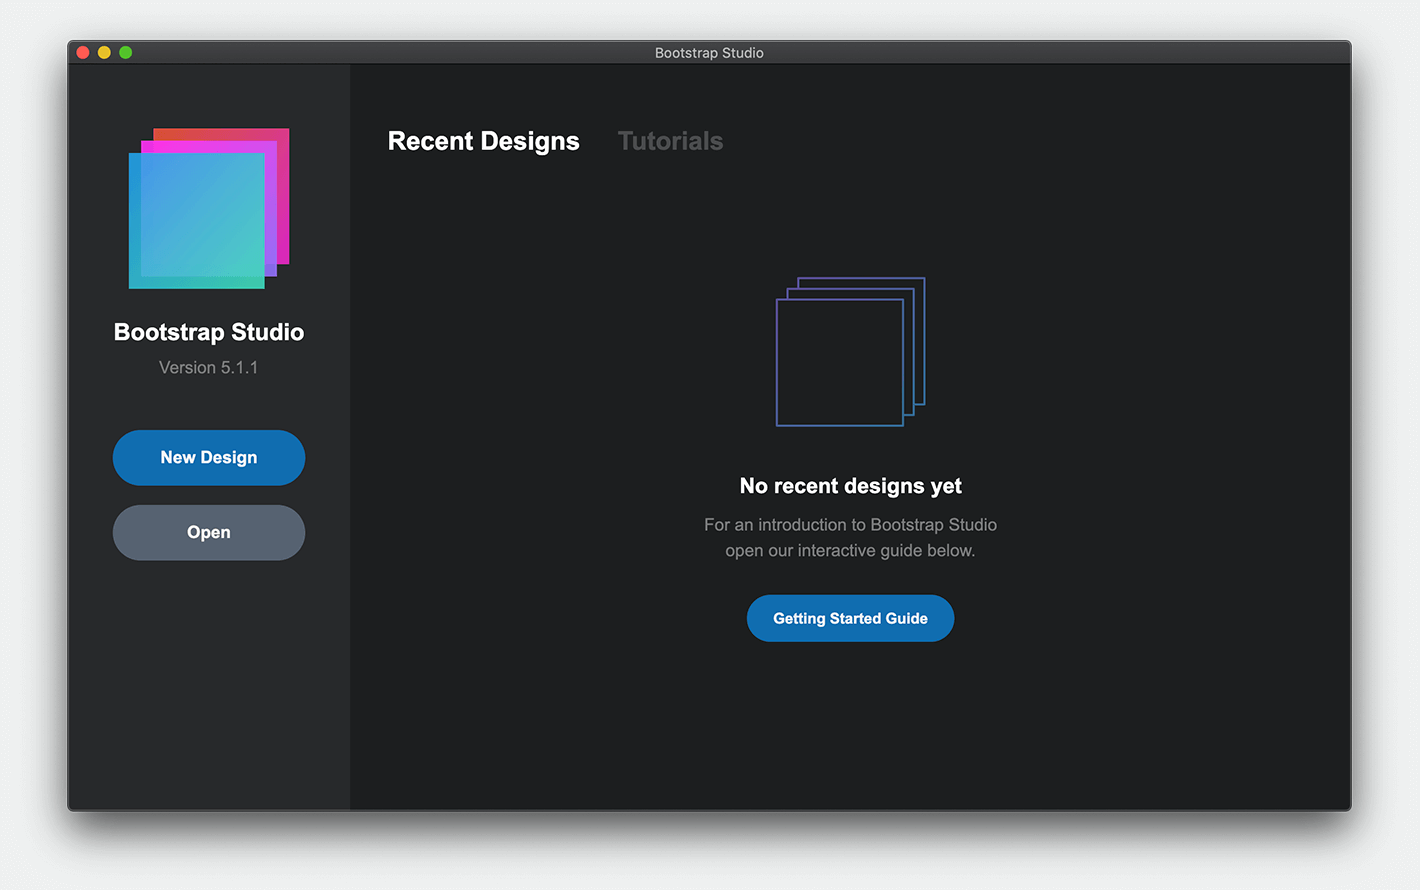 Bootstrap Studio
Bootstrap Studio
Version 5.1.1
New Design
Open
Recent Designs
Tutorials
No recent designs yet
For an introduction to Bootstrap Studio
open our interactive guide below.
Getting Started Guide